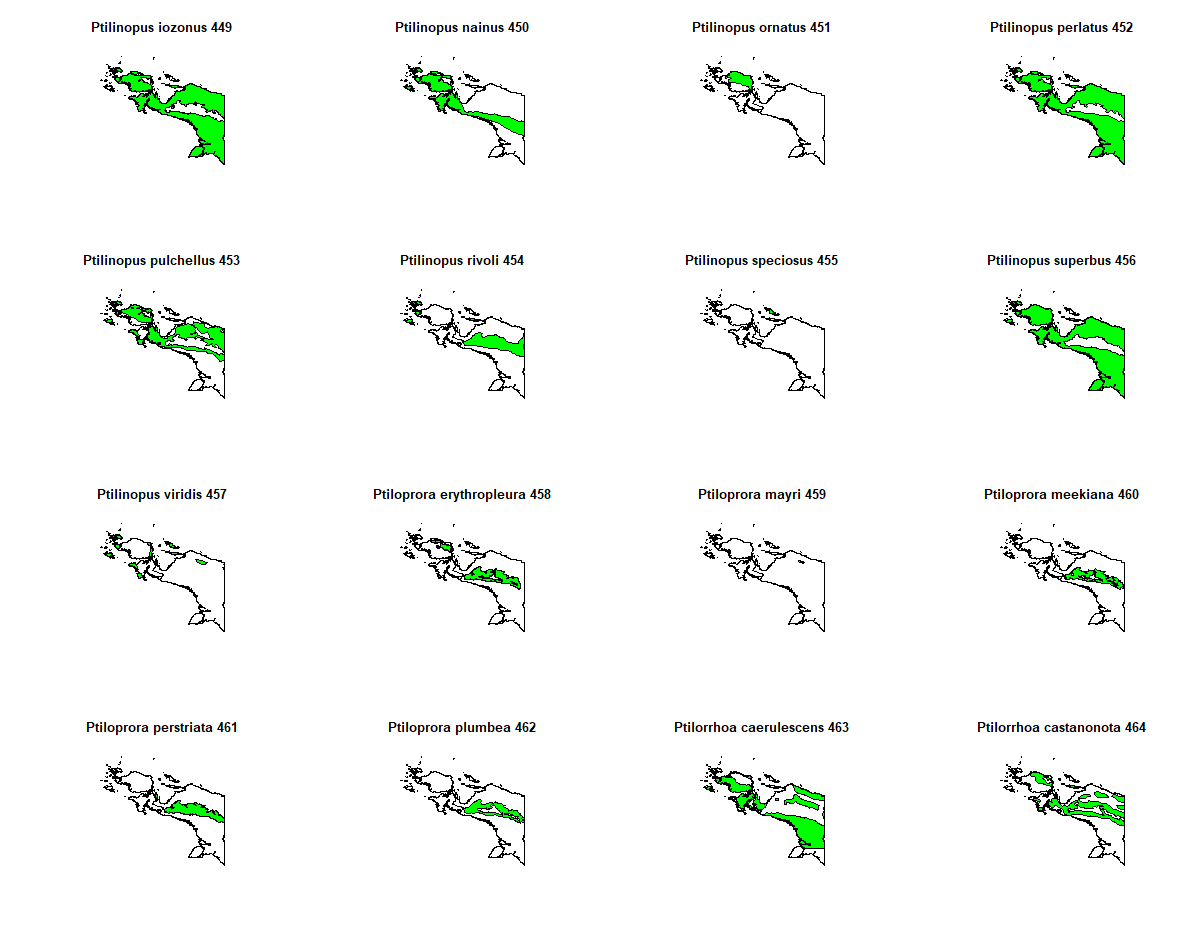 Ptilinopus iozonus 449
Ptilinopus nainus 450
Ptilinopus ornatus 451
Ptilinopus perlatus 452
Ptilinopus pulchellus 453
Ptilinopus rivoli 454
Ptilinopus speciosus 455
Ptilinopus superbus 456
Ptilinopus viridis 457
Ptiloprora erythropleura 458
Ptiloprora mayri 459
Ptiloprora meekiana 460
Ptiloprora perstriata 461
Ptiloprora plumbea 462
Ptilorrhoa caerulescens 463
Ptilorrhoa castanonota 464